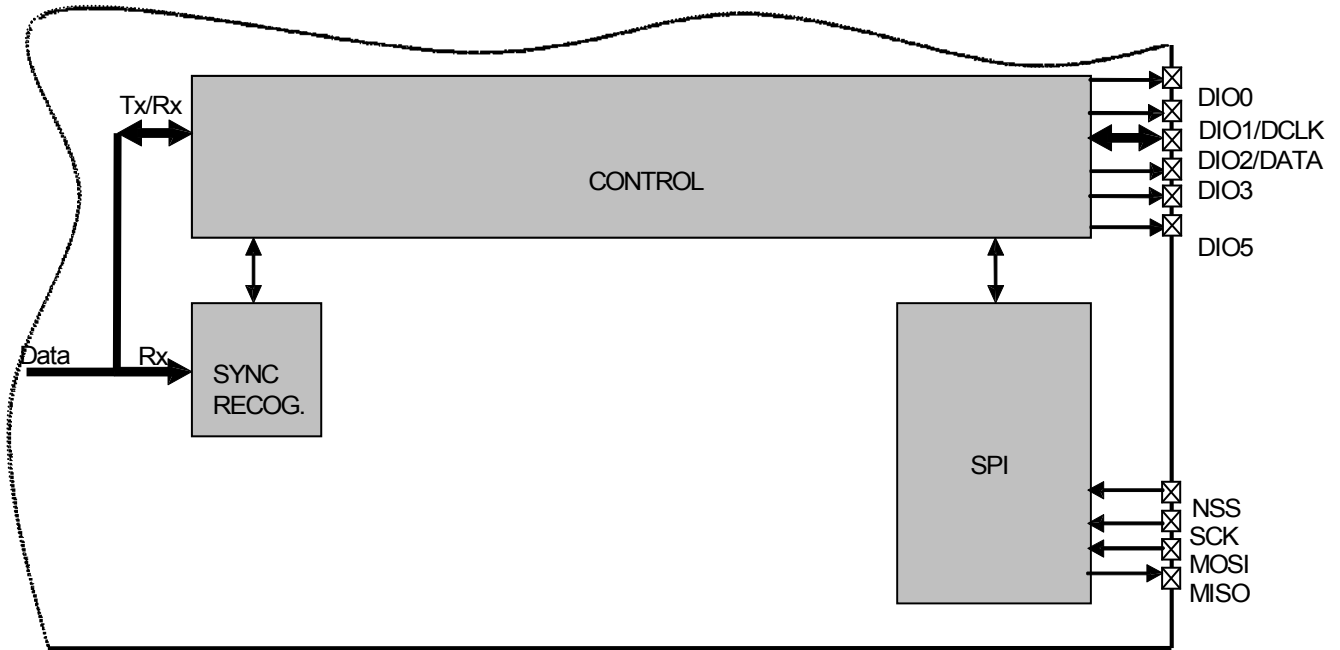 Tx/Rx
CONTROL
DIO0
DIO1/DCLK
DIO2/DATA
DIO3
DIO5
Data
Rx
SYNC
RECOG.
SPI
NSS
SCK
MOSI
MISO